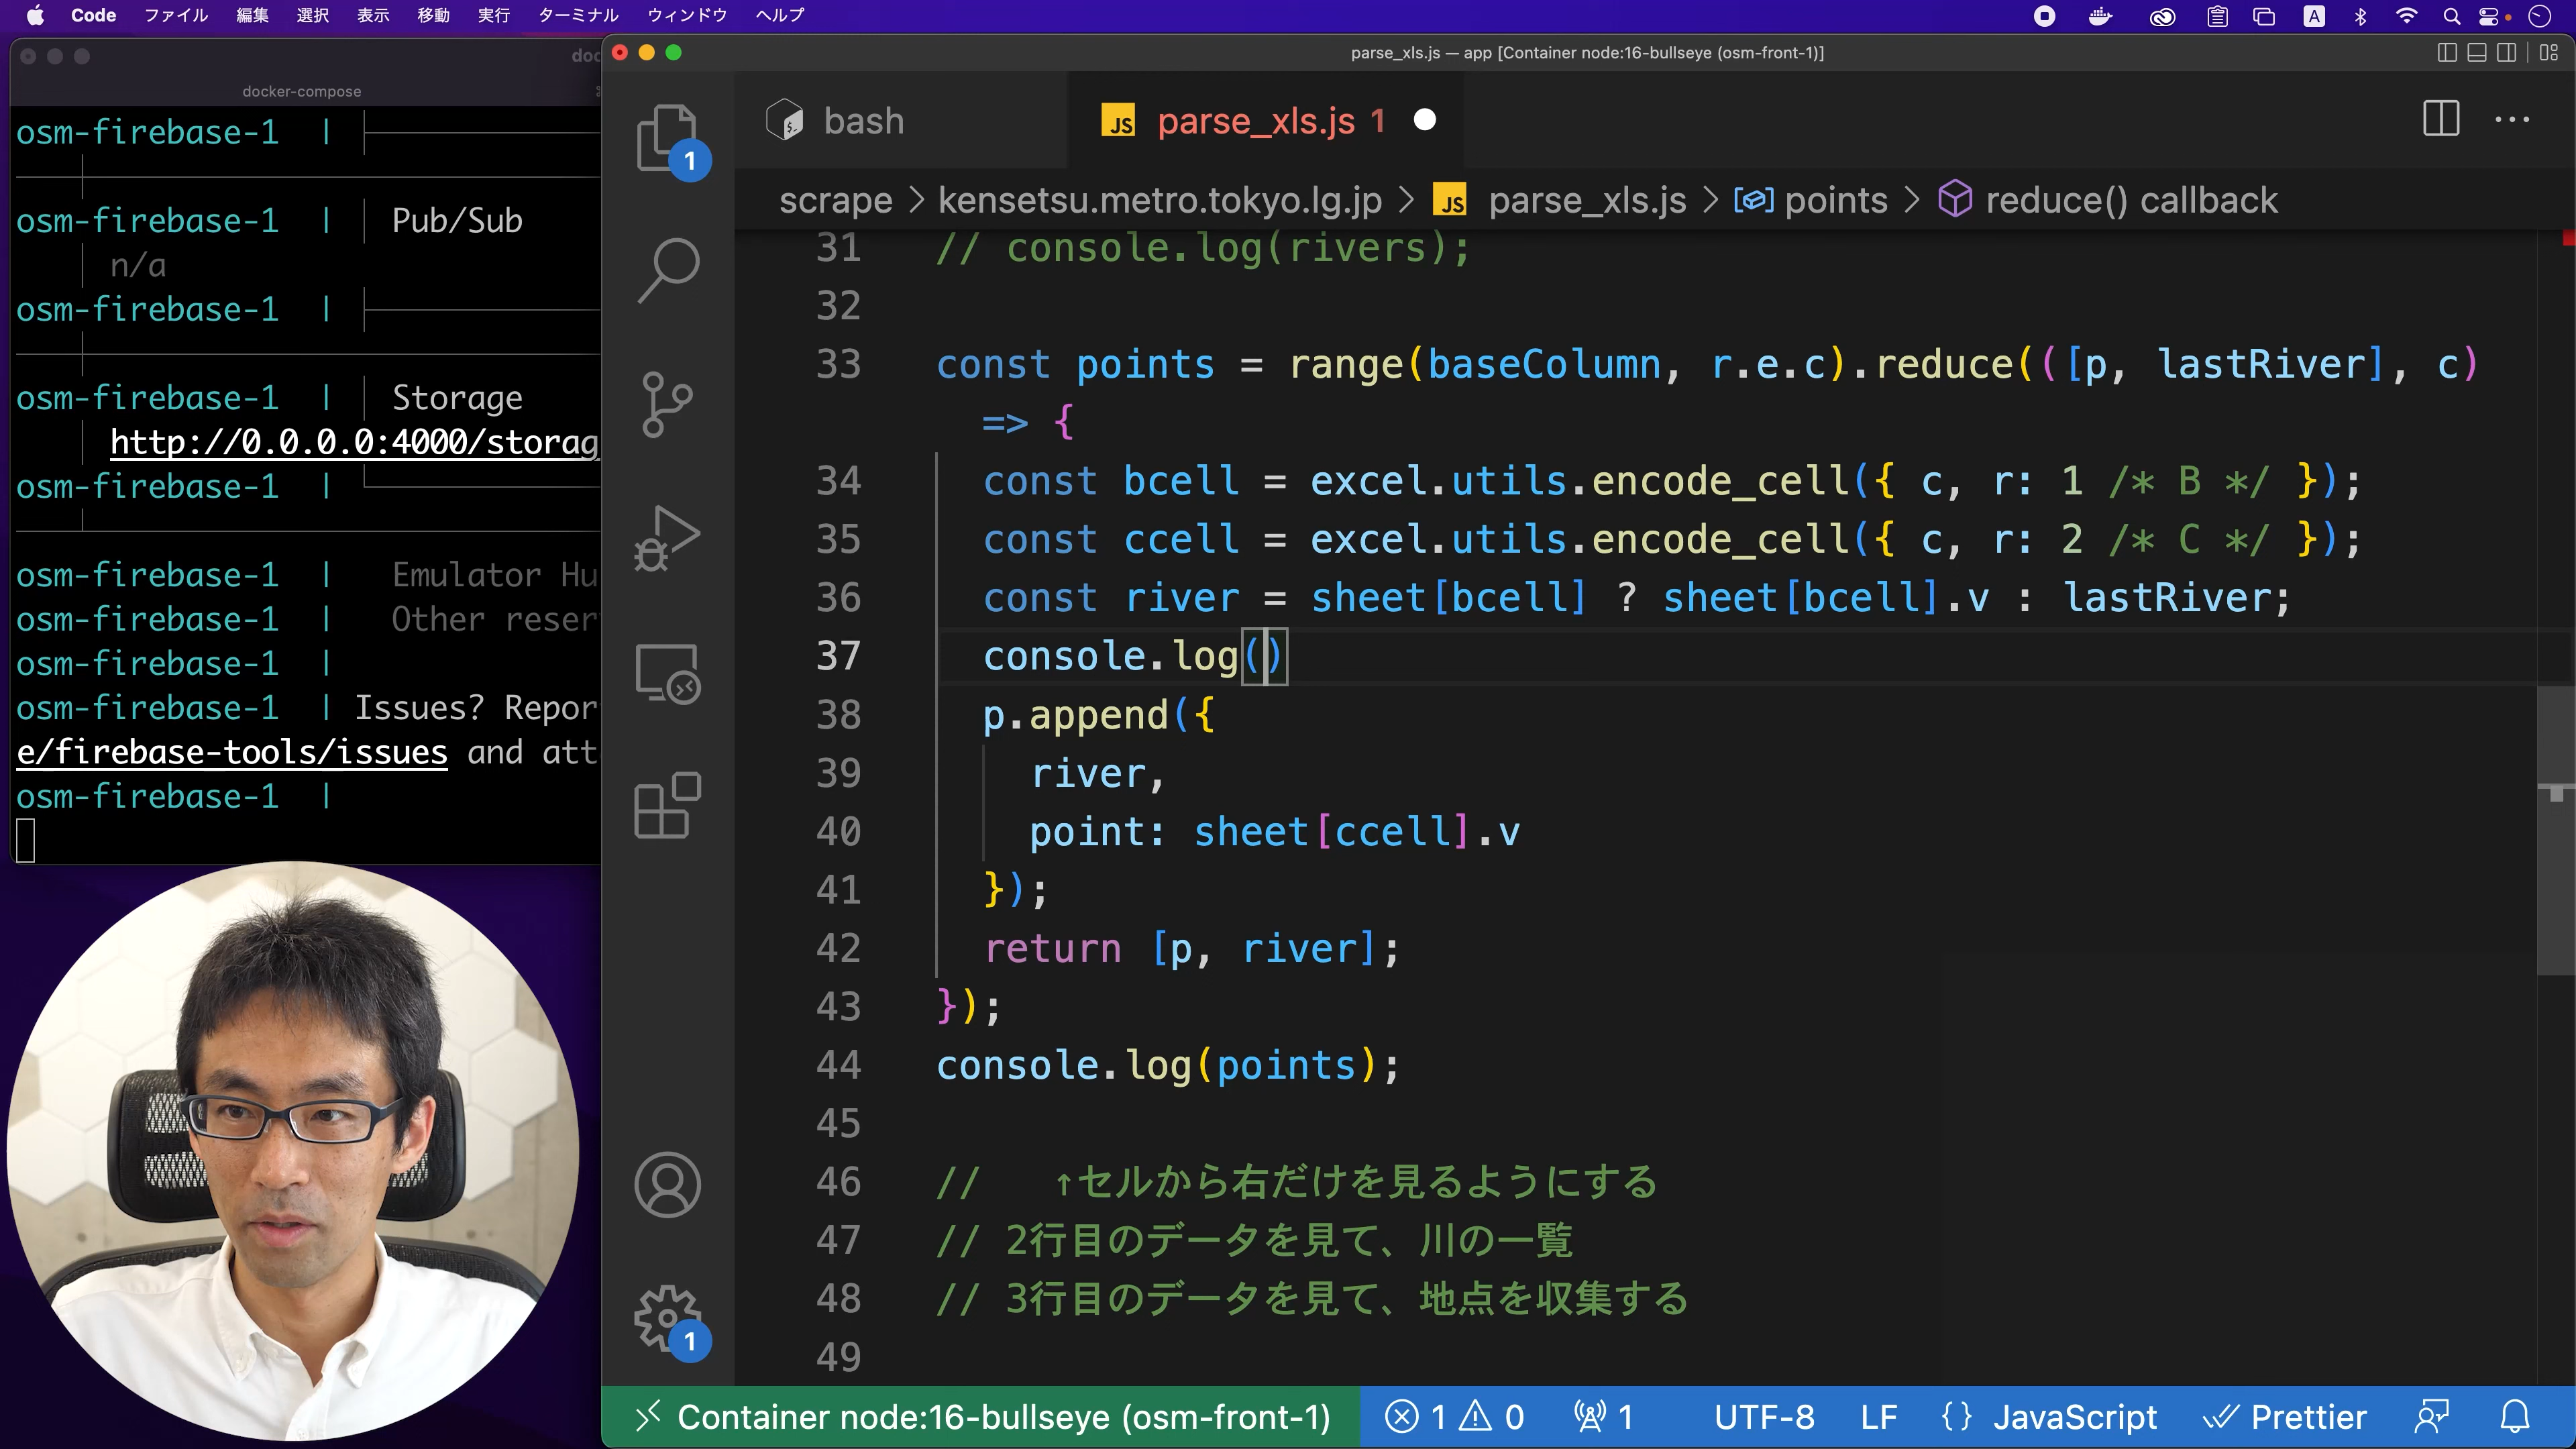 Code ファイル 編集 選択 表示 移動 実行 ターミナル ウィンドウ ヘルプ
A
docker-compose
osm-firebase-1 |
osm-firebase-1 | Pub/Sub
n/a
osm-firebase-1 |
osm-firebase-1 | Storage
http://0.0.0.0:4000/storag
osm-firebase-1 |
osm-firebase-1 | Emulator Hu
osm-firebase-1 | Other reser
osm-firebase-1 |
osm-firebase-1 | Issues? Repor
e/firebase-tools/issues and att
osm-firebase-1 |
parse_xls.js — app [Container node:16-bullseye (osm-front-1)]
bash
JS parse_xls.js 1
scrape > kensetsu.metro.tokyo.lg.jp > JS parse_xls.js > points > reduce() callback
1
31 // console.log(rivers);
32
33 const points = range(baseColumn, r.e.c).reduce(([p, lastRiver], c)
=> {
34 const bcell = excel.utils.encode_cell({ c, r: 1 /* B */ });
35 const ccell = excel.utils.encode_cell({ c, r: 2 /* C */ });
36 const river = sheet[bcell] ? sheet[bcell].v : lastRiver;
37 console.log()
38 p.append({
39 river,
40 point: sheet[ccell].v
41 });
42 return [p, river];
43 });
44 console.log(points);
45
46 //   ↑セルから右だけを見るようにする
47 // 2行目のデータを見て、川の一覧
48 // 3行目のデータを見て、地点を収集する
49
1
Container node:16-bullseye (osm-front-1) 1 0 1 UTF-8 LF {} JavaScript Prettier